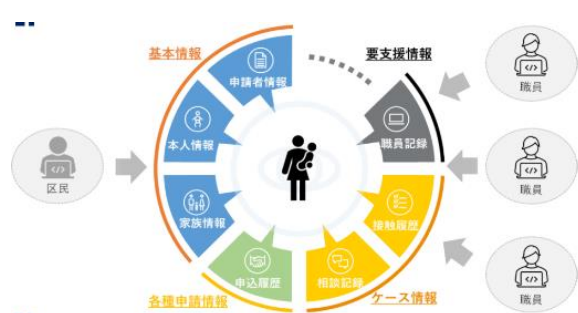 基本情報
要支援情報
申請者情報
職員
本人情報
職員記録
</>
区民
</>
職員
家族情報
接触履歴
申込履歴
相談記録
各種申請情報
ケース情報
</>
職員